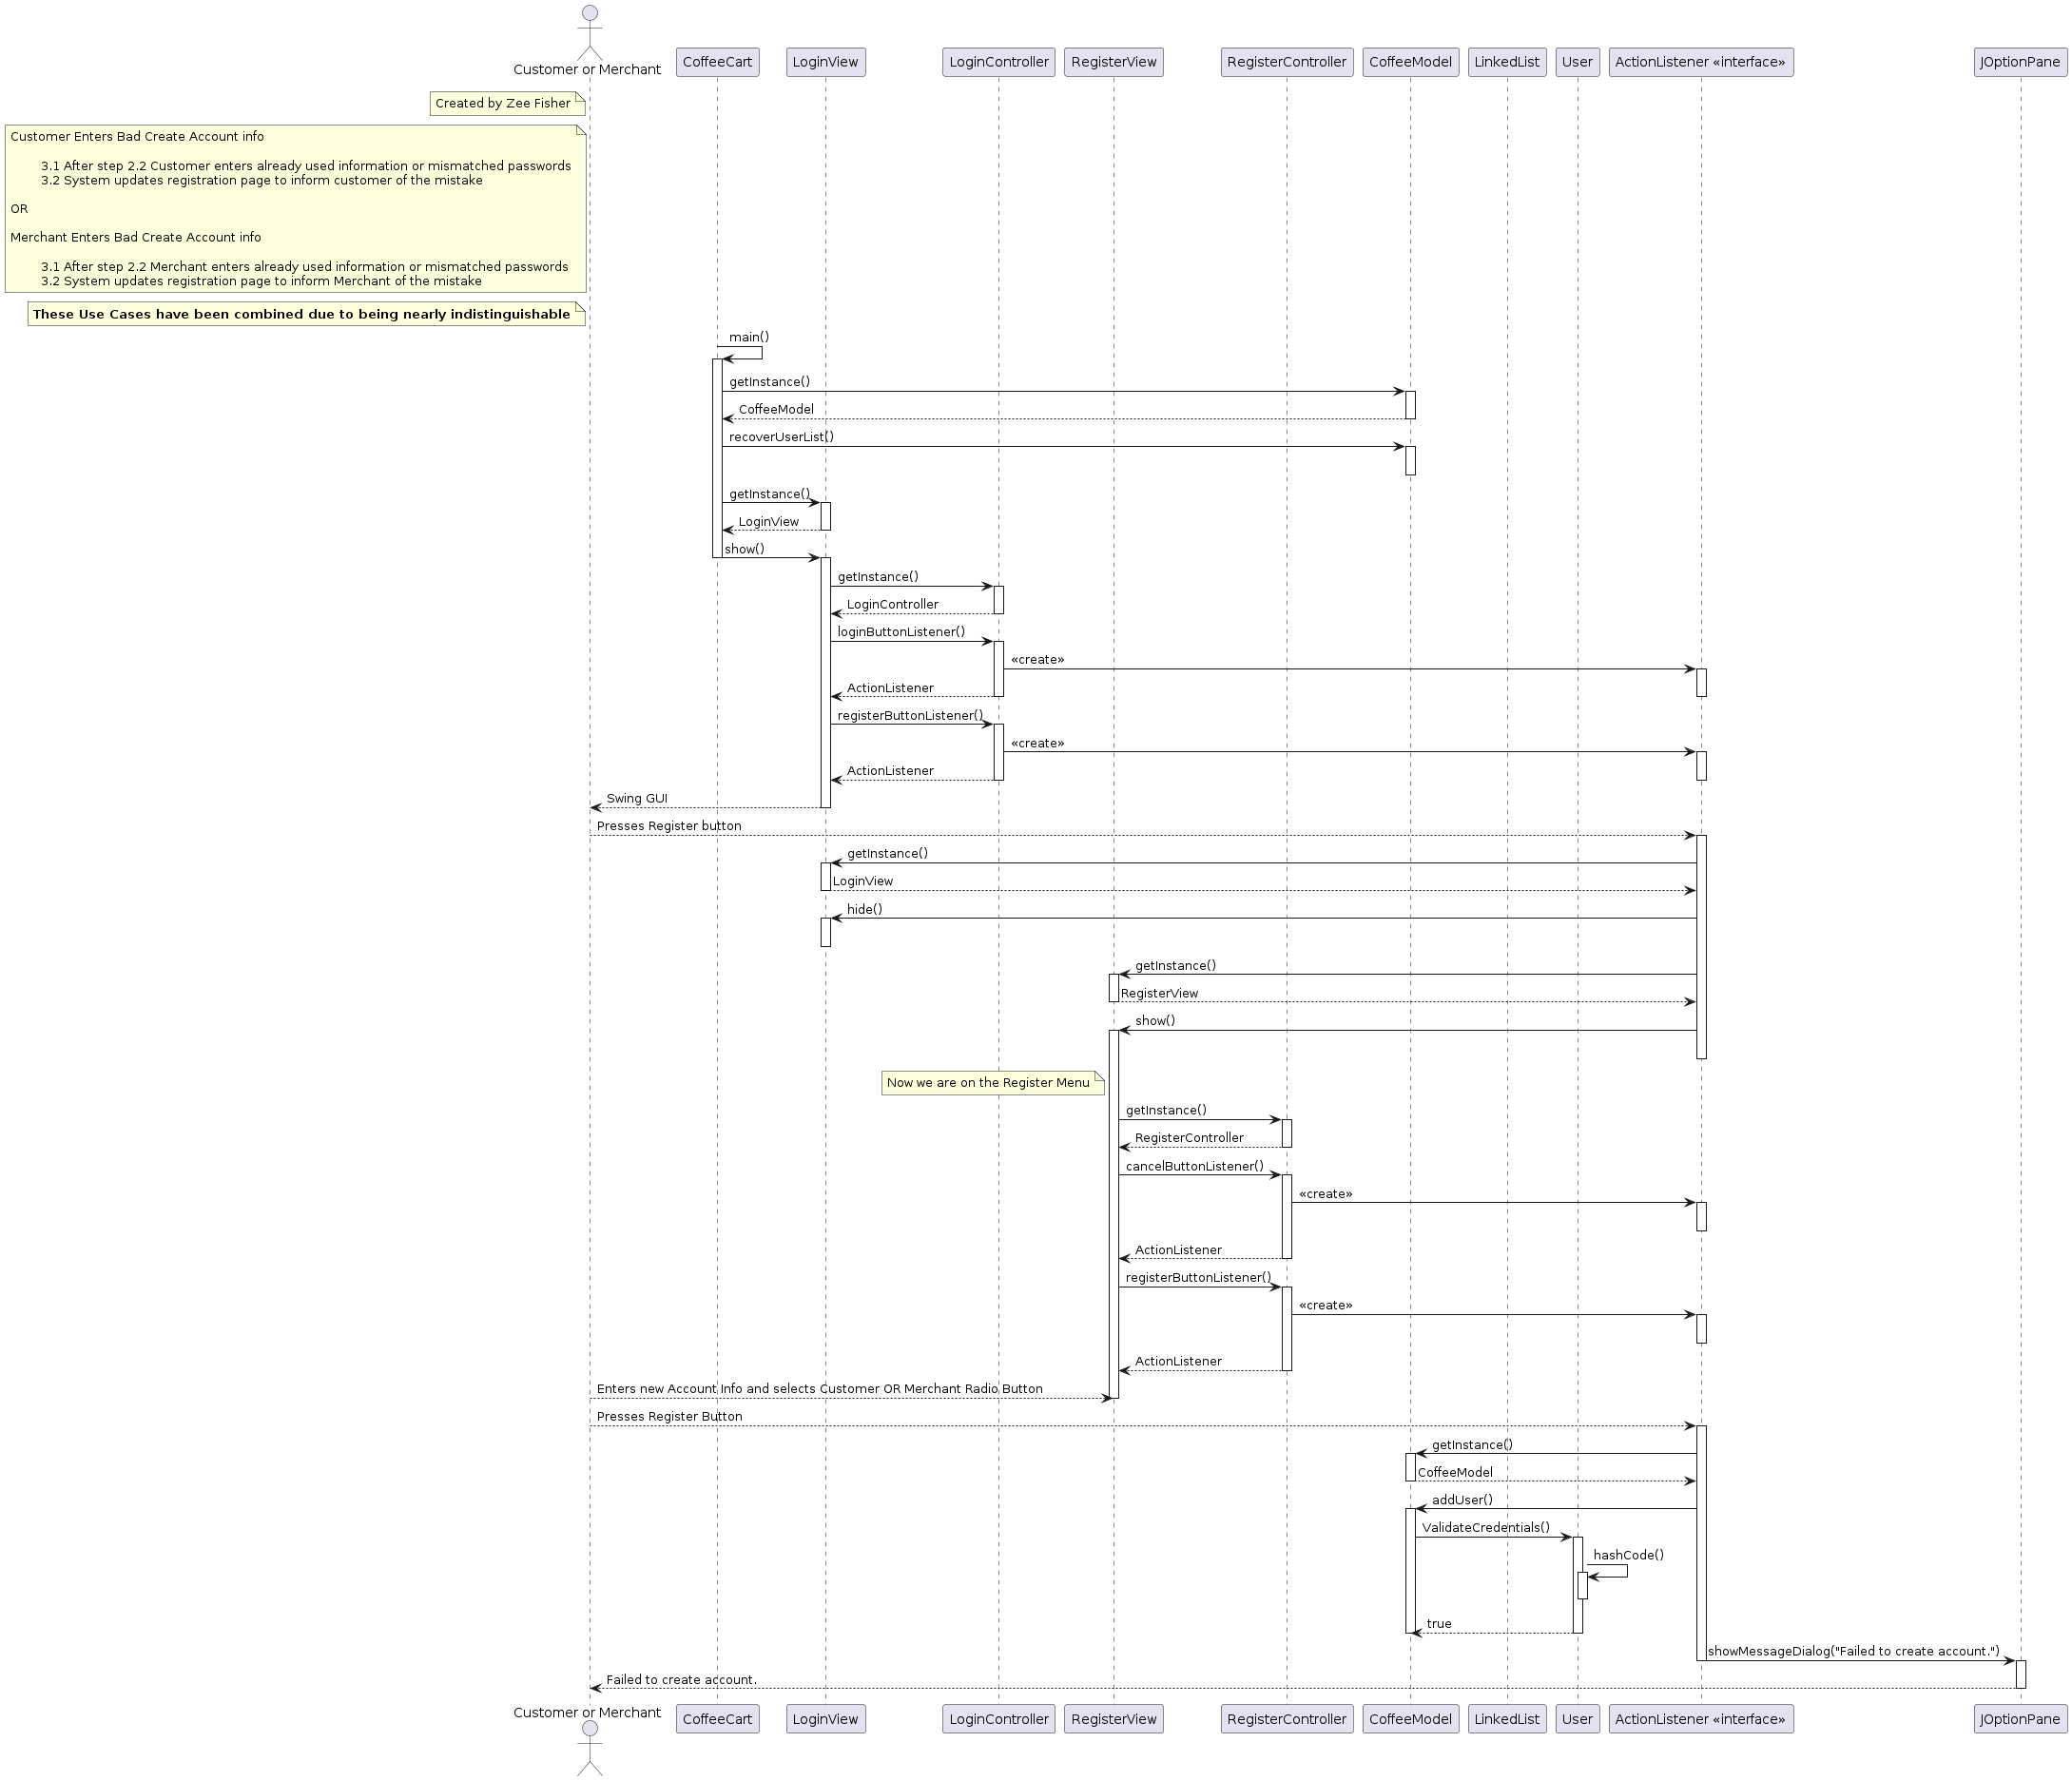 Customer or Merchant
CoffeeCart
LoginView
LoginController
RegisterView
RegisterController
CoffeeModel
LinkedList
User
ActionListener «interface»
JOptionPane
Created by Zee Fisher
Customer Enters Bad Create Account info
3.1 After step 2.2 Customer enters already used information or mismatched passwords
3.2 System updates registration page to inform customer of the mistake
OR
Merchant Enters Bad Create Account info
3.1 After step 2.2 Merchant enters already used information or mismatched passwords
3.2 System updates registration page to inform Merchant of the mistake
These Use Cases have been combined due to being nearly indistinguishable
main()
getInstance()
CoffeeModel
recoverUserList()
getInstance()
LoginView
show()
getInstance()
LoginController
loginButtonListener()
«create»
ActionListener
registerButtonListener()
«create»
ActionListener
Swing GUI
Presses Register button
getInstance()
LoginView
hide()
getInstance()
RegisterView
show()
Now we are on the Register Menu
getInstance()
RegisterController
cancelButtonListener()
«create»
ActionListener
registerButtonListener()
«create»
ActionListener
Enters new Account Info and selects Customer OR Merchant Radio Button
Presses Register Button
getInstance()
CoffeeModel
addUser()
ValidateCredentials()
hashCode()
true
showMessageDialog("Failed to create account.")
Failed to create account.
Customer or Merchant
CoffeeCart
LoginView
LoginController
RegisterView
RegisterController
CoffeeModel
LinkedList
User
ActionListener «interface»
JOptionPane